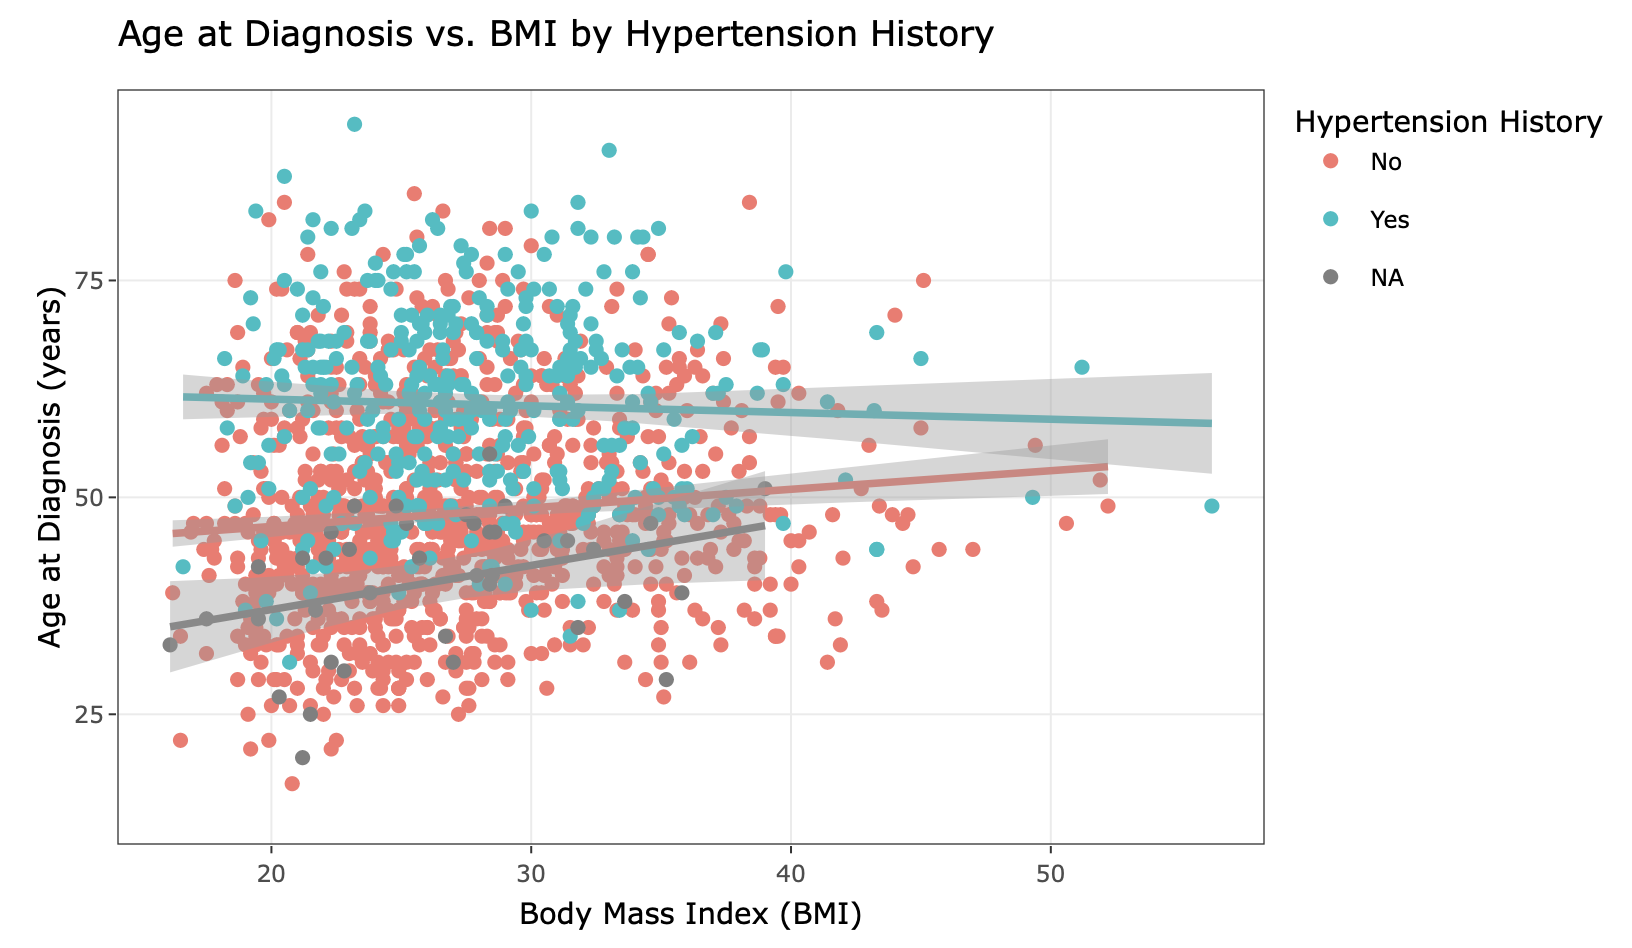 Age at Diagnosis vs. BMI by Hypertension History
Hypertension History
No
Yes
NA
Age at Diagnosis (years)
75
50
25
20 30 40 50
Body Mass Index (BMI)